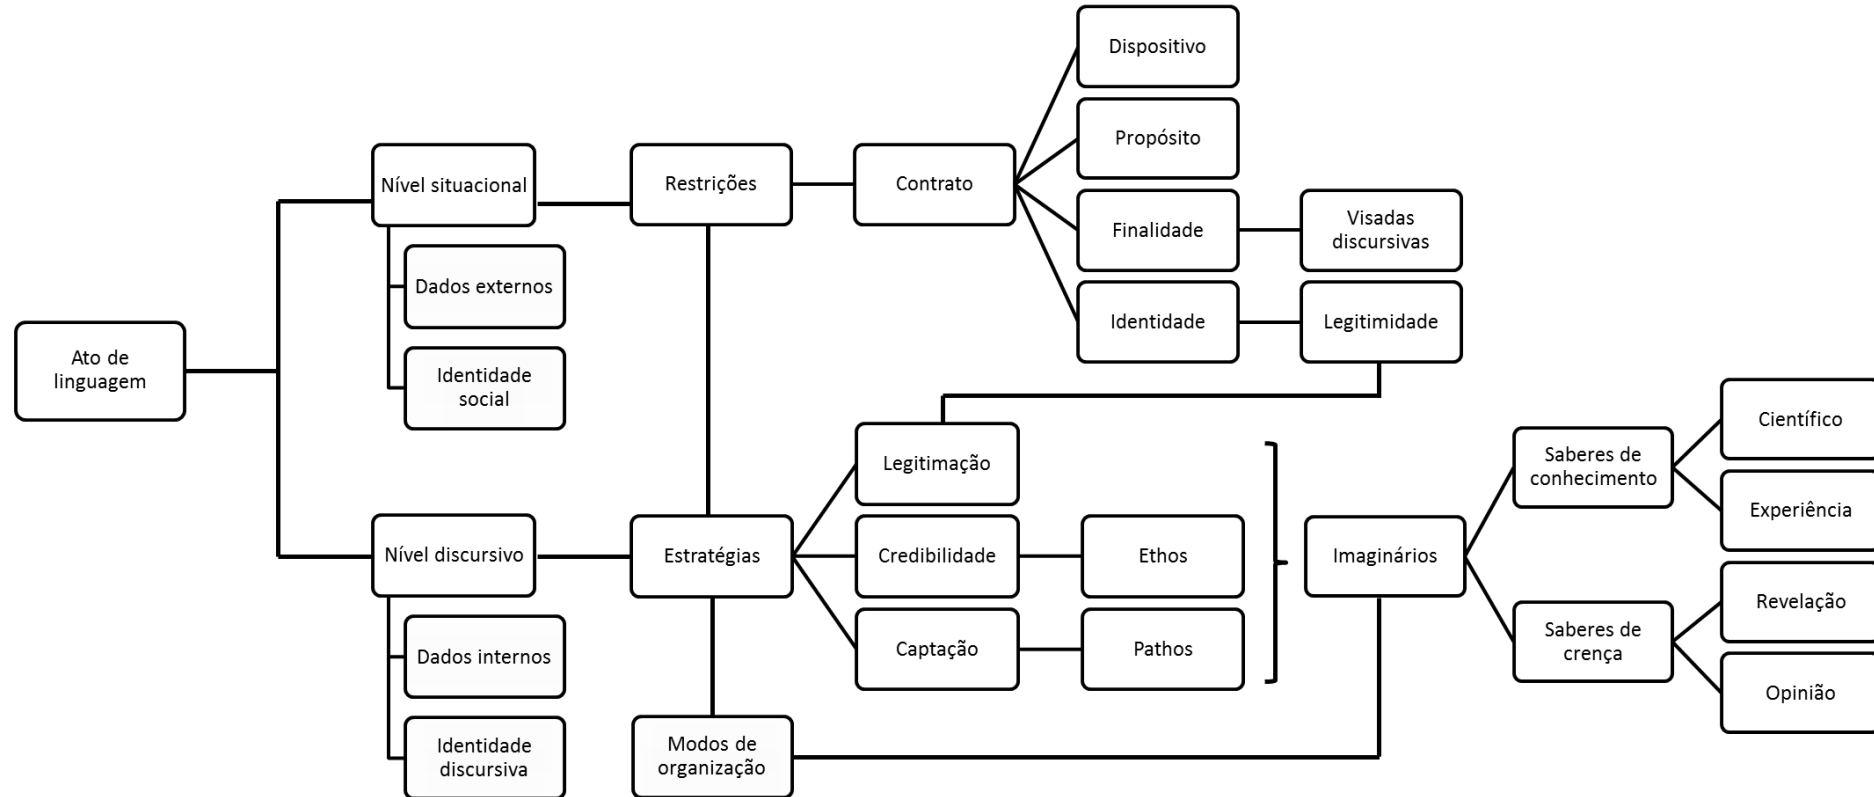 Dispositivo
Propósito
Nível situacional
Restrições
Contrato
Finalidade
Visadas
discursivas
Dados externos
Identidade
Legitimidade
Ato de
linguagem
Identidade
social
Legitimação
Saberes de
conhecimento
Científico
Experiência
Nível discursivo
Estratégias
Credibilidade
Ethos
Imaginários
Dados internos
Captação
Pathos
Saberes de
crença
Revelação
Opinião
Identidade
discursiva
Modos de
organização